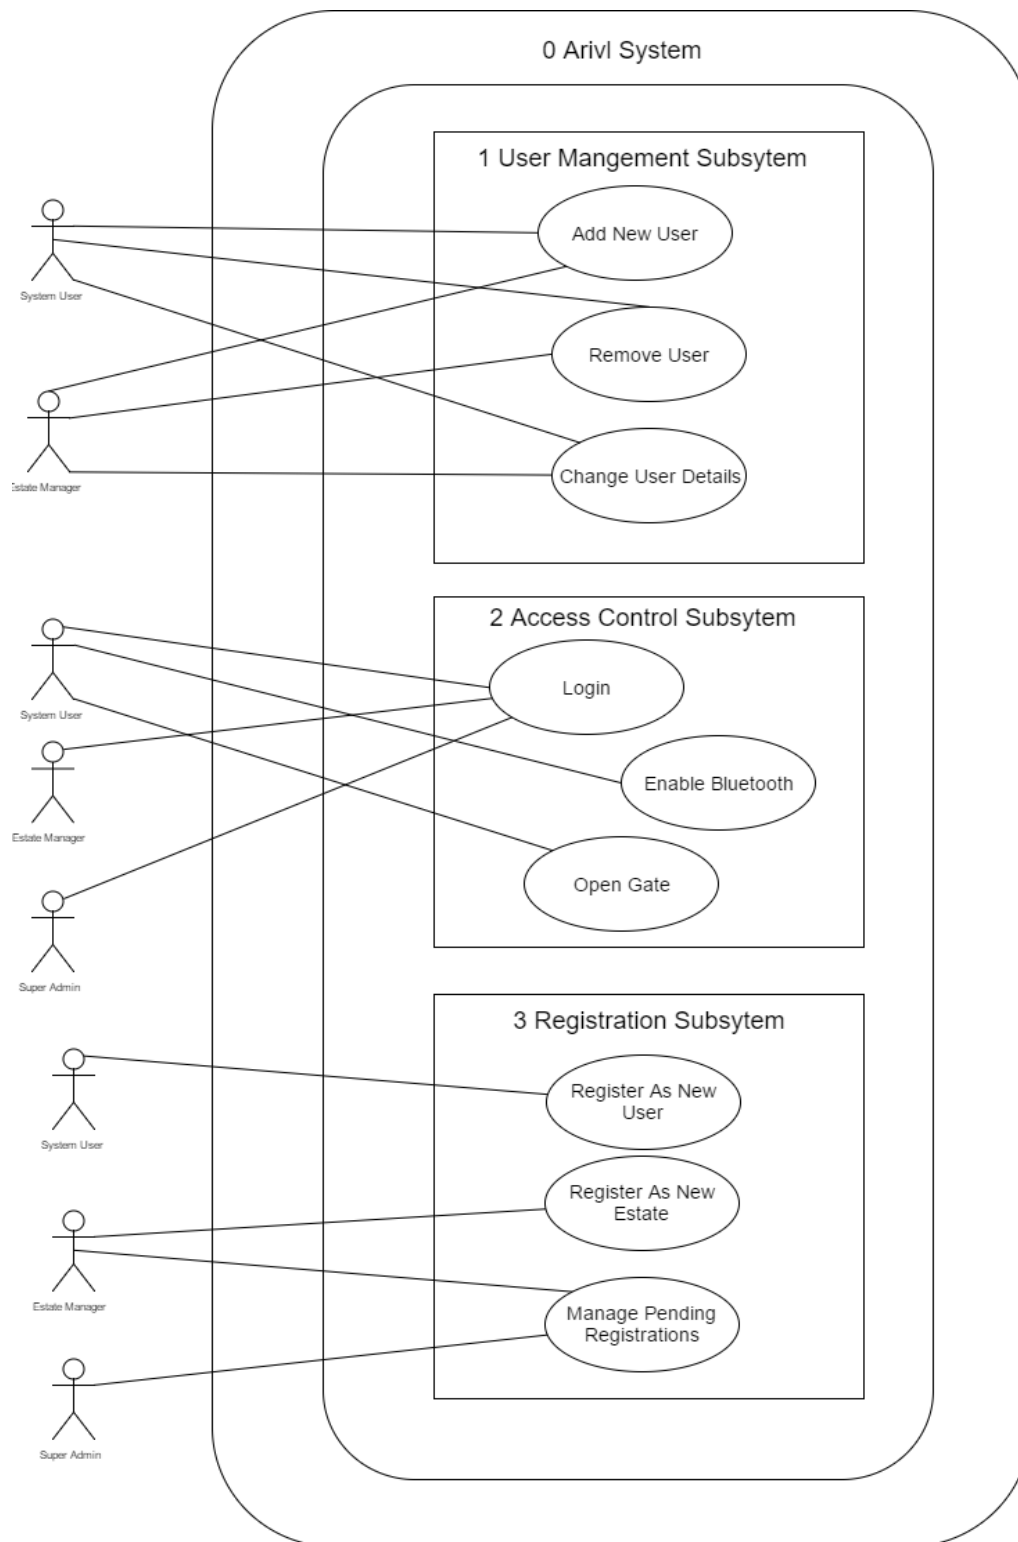 0 Arivl System
1 User Mangement Subsytem
System User
Add New User
Remove User
Estate Manager
Change User Details
2 Access Control Subsytem
System User
Login
Estate Manager
Enable Bluetooth
Open Gate
Super Admin
3 Registration Subsytem
System User
Register As New
User
Register As New
Estate
Estate Manager
Manage Pending
Registrations
Super Admin